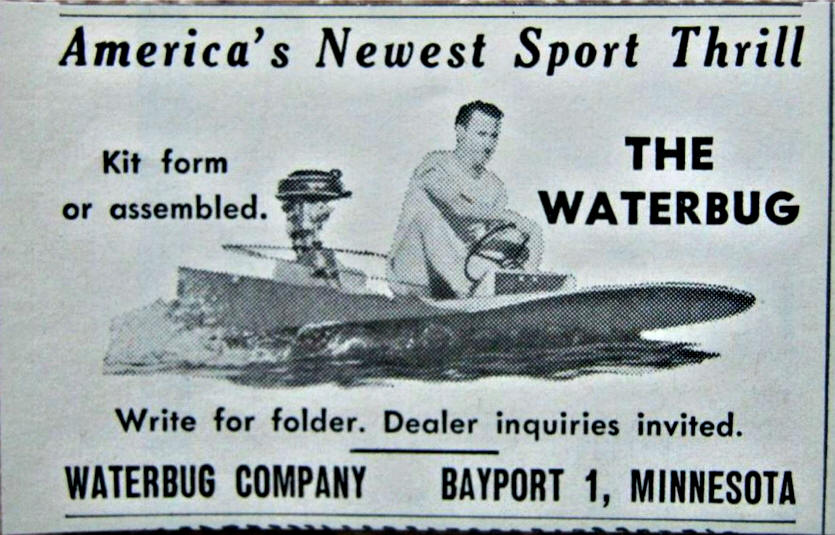 America's Newest Sport Thrill
Kit form
or assembled.
THE
WATERBUG
Write for folder. Dealer inquiries invited.
WATERBUG COMPANY BAYPORT 1, MINNESOTA